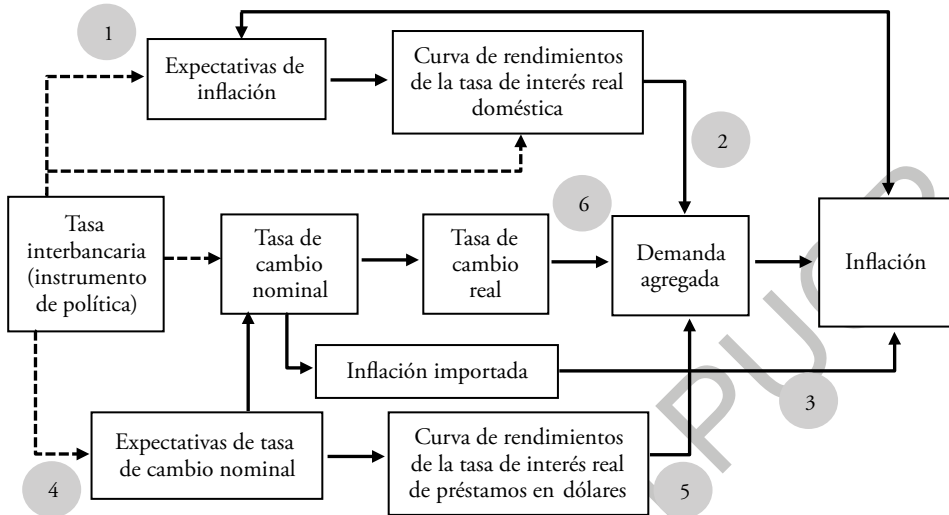 1
Expectativas de
inflación
Curva de rendimientos
de la tasa de interés real
doméstica
2
6
Tasa
interbancaria
(instrumento
de política)
Tasa de
cambio
nominal
Tasa de
cambio
real
Demanda
agregada
Inflación
Inflación importada
3
4
Expectativas de tasa
de cambio nominal
Curva de rendimientos
de la tasa de interés real
de préstamos en dólares
5
PUCP